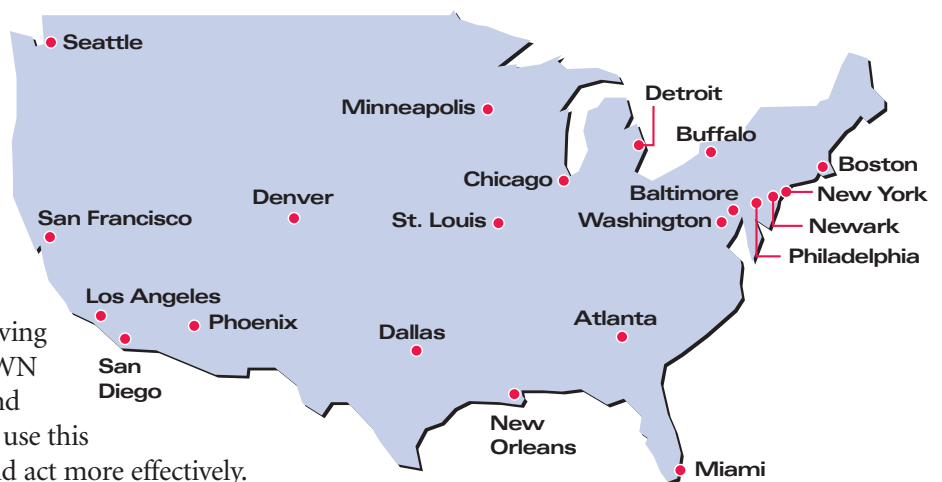 Seattle
Detroit
Minneapolis
Buffalo
Boston
Chicago
Denver
Baltimore
New York
San Francisco
St. Louis
Washington
Newark
Philadelphia
Los Angeles
Phoenix
Dallas
Atlanta
San
Diego
New
Orleans
Miami
use this
act more effectively.